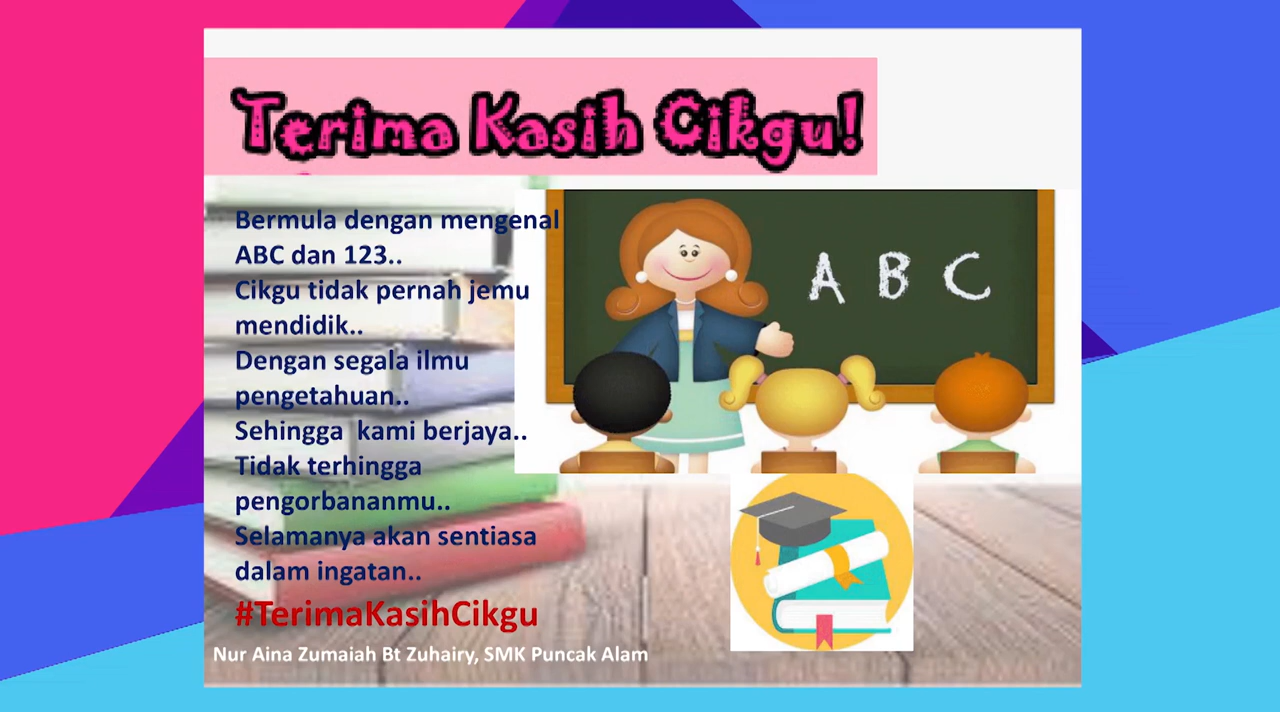 Terima Kasih Cikgu!
Bermula dengan mengenal
ABC dan 123..
Cikgu tidak pernah jemu
mendidik..
Dengan segala ilmu
pengetahuan..
Sehingga  kami berjaya..
Tidak terhingga
pengorbananmu..
Selamanya akan sentiasa
dalam ingatan..
#TerimaKasihCikgu
Nur Aina Zumaiah Bt Zuhairy, SMK Puncak Alam
A B C